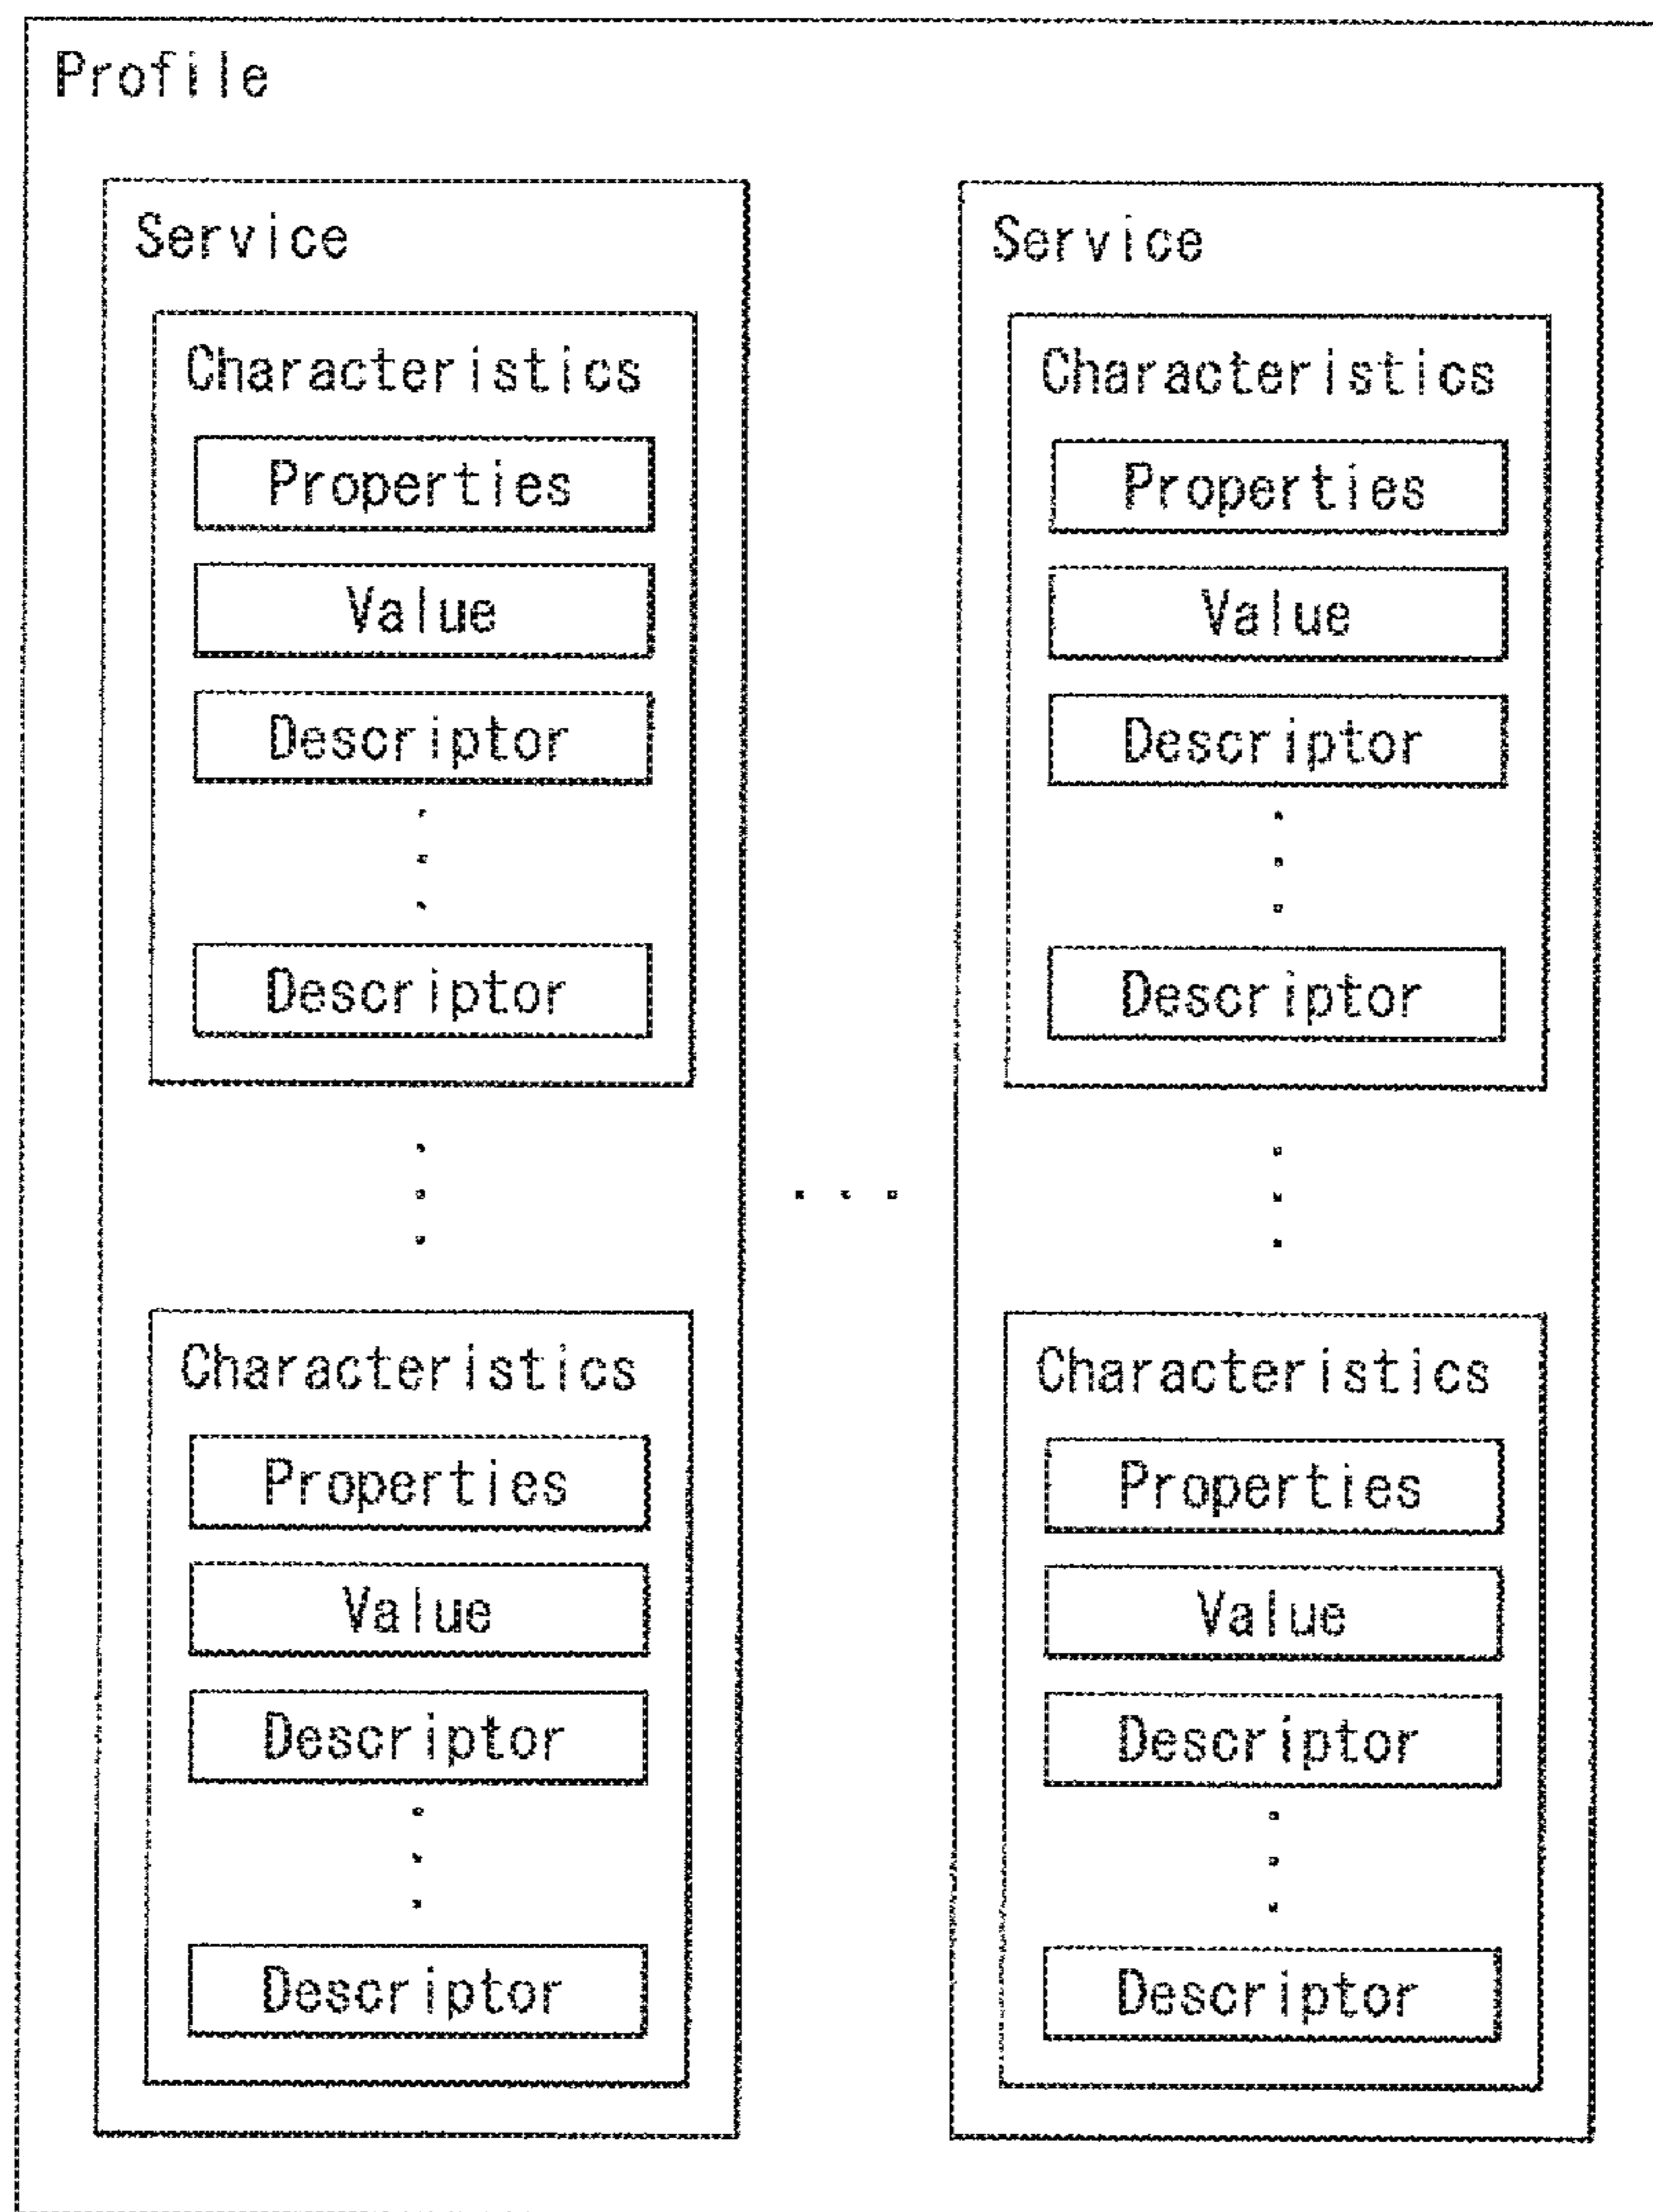 Profile
Service
Characteristics
Properties
Value
Descriptor
Descriptor
Characteristics
Properties
Value
Descriptor
Descriptor
Service
Characteristics
Properties
Value
Descriptor
Descriptor
Characteristics
Properties
Value
Descriptor
Descriptor